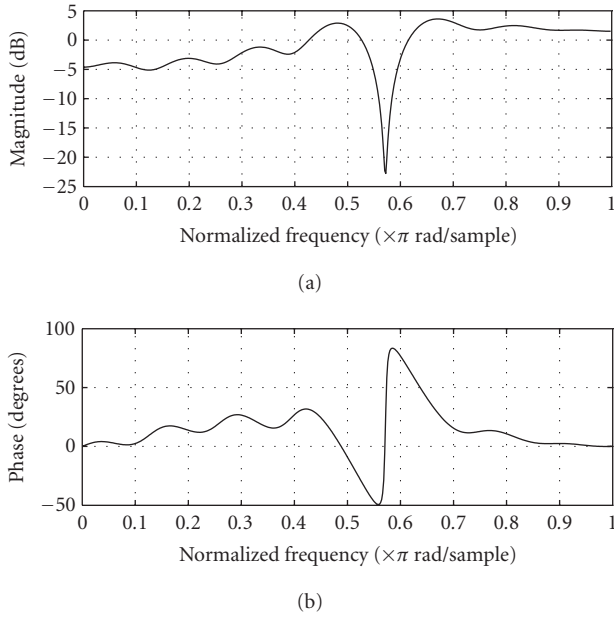 5
0
−5
−10
−15
−20
−25
Magnitude (dB)
0 0.1 0.2 0.3 0.4 0.5 0.6 0.7 0.8 0.9 1
Normalized frequency (×π rad/sample)
(a)
100
50
0
−50
Phase (degrees)
0 0.1 0.2 0.3 0.4 0.5 0.6 0.7 0.8 0.9 1
Normalized frequency (×π rad/sample)
(b)